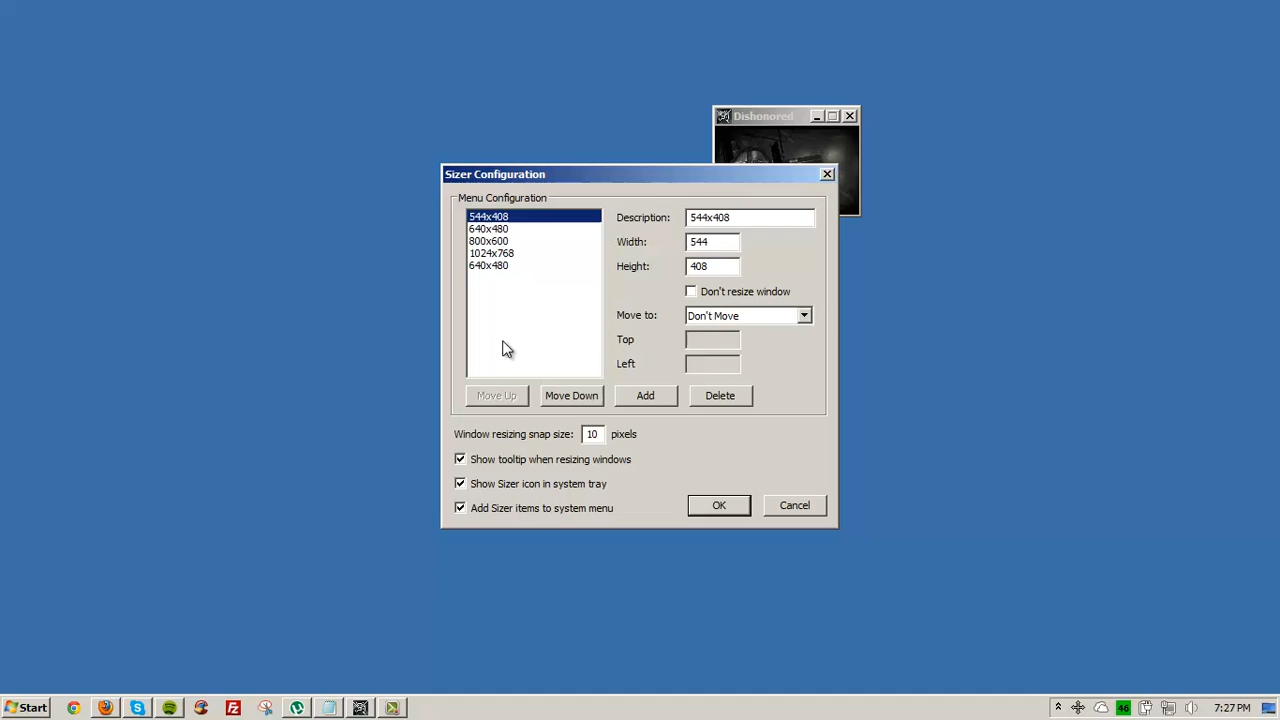 Dishonored
Sizer Configuration
Menu Configuration
544x408
640x480
800x600
1024x768
640x480
Description: 544x408
Width: 544
Height: 408
Don't resize window
Move to: Don't Move
Top
Left
Move Up Move Down Add Delete
Window resizing snap size: 10 pixels
Show tooltip when resizing windows
Show Sizer icon in system tray
Add Sizer items to system menu
OK Cancel
Start 46 7:27 PM